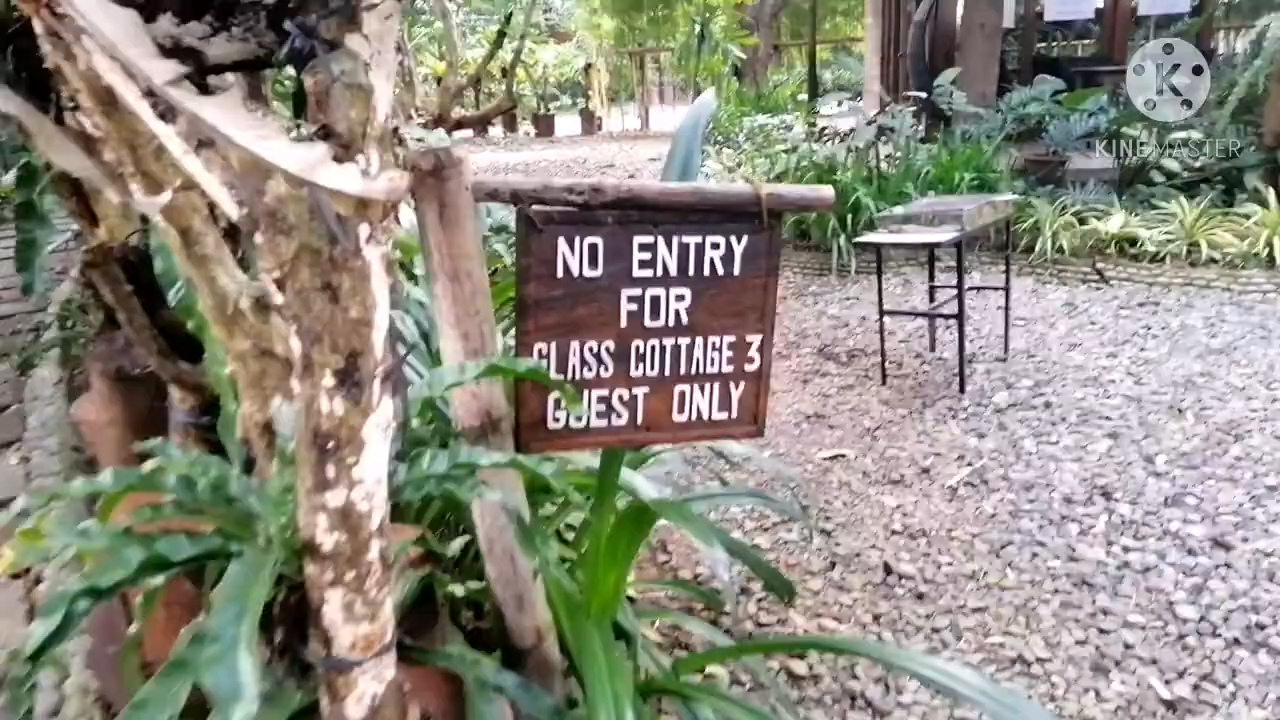 K
KINEMASTER
NO ENTRY
FOR
GLASS COTTAGE 3
GUEST ONLY